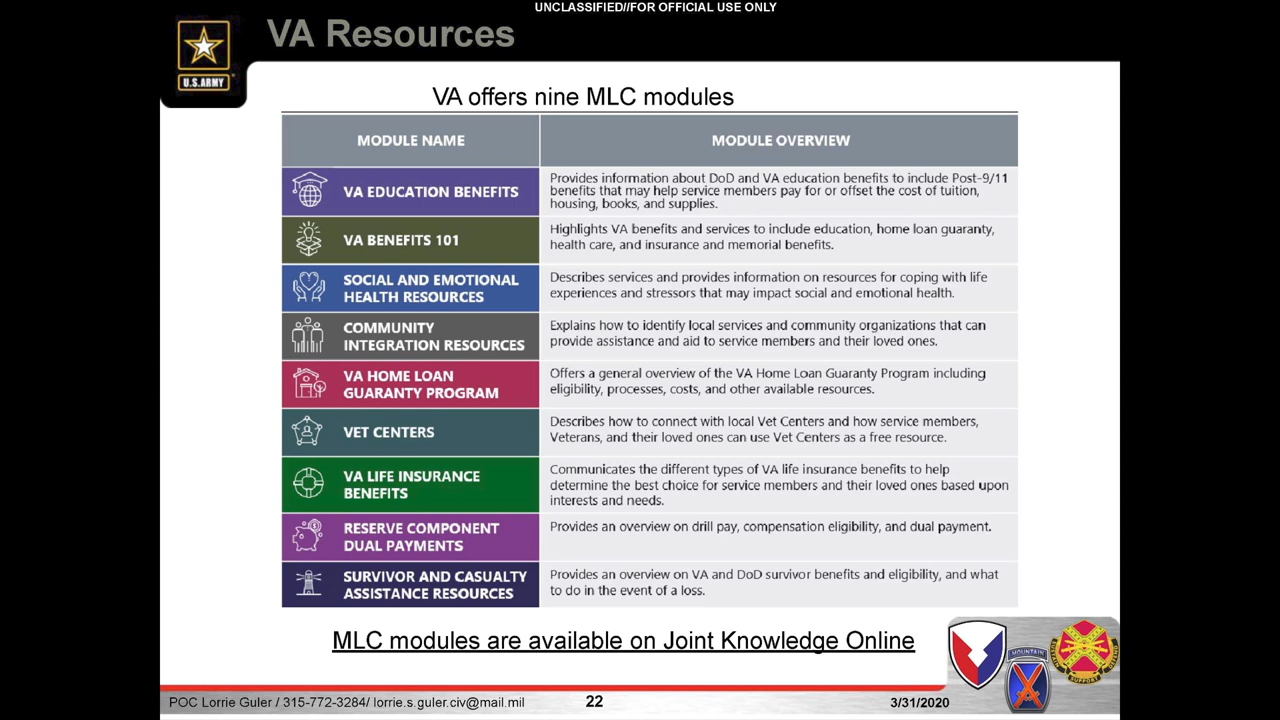 UNCLASSIFIED//FOR OFFICIAL USE ONLY
VA Resources
U.S.ARMY
VA offers nine MLC modules
MODULE NAME
MODULE OVERVIEW
VA EDUCATION BENEFITS
Provides information about DoD and VA education benefits to include Post-9/11
benefits that may help service members pay for or offset the cost of tuition,
housing, books, and supplies.
VA BENEFITS 101
Highlights VA benefits and services to include education, home loan guaranty,
health care, and insurance and memorial benefits.
SOCIAL AND EMOTIONAL
HEALTH RESOURCES
Describes services and provides information on resources for coping with life
experiences and stressors that may impact social and emotional health.
COMMUNITY
INTEGRATION RESOURCES
Explains how to identify local services and community organizations that can
provide assistance and aid to service members and their loved ones.
VA HOME LOAN
GUARANTY PROGRAM
Offers a general overview of the VA Home Loan Guaranty Program including
eligibility, processes, costs, and other available resources.
VET CENTERS
Describes how to connect with local Vet Centers and how service members,
Veterans, and their loved ones can use Vet Centers as a free resource.
VA LIFE INSURANCE
BENEFITS
Communicates the different types of VA life insurance benefits to help
determine the best choice for service members and their loved ones based upon
interests and needs.
RESERVE COMPONENT
DUAL PAYMENTS
Provides an overview on drill pay, compensation eligibility, and dual payment.
SURVIVOR AND CASUALTY
ASSISTANCE RESOURCES
Provides an overview on VA and DoD survivor benefits and eligibility, and what
to do in the event of a loss.
MLC modules are available on Joint Knowledge Online
MOUNTAIN
SUSTAIN SUPPORT DEFEND
POC Lorrie Guler / 315-772-3284/ lorrie.s.guler.civ@mail.mil
22
3/31/2020